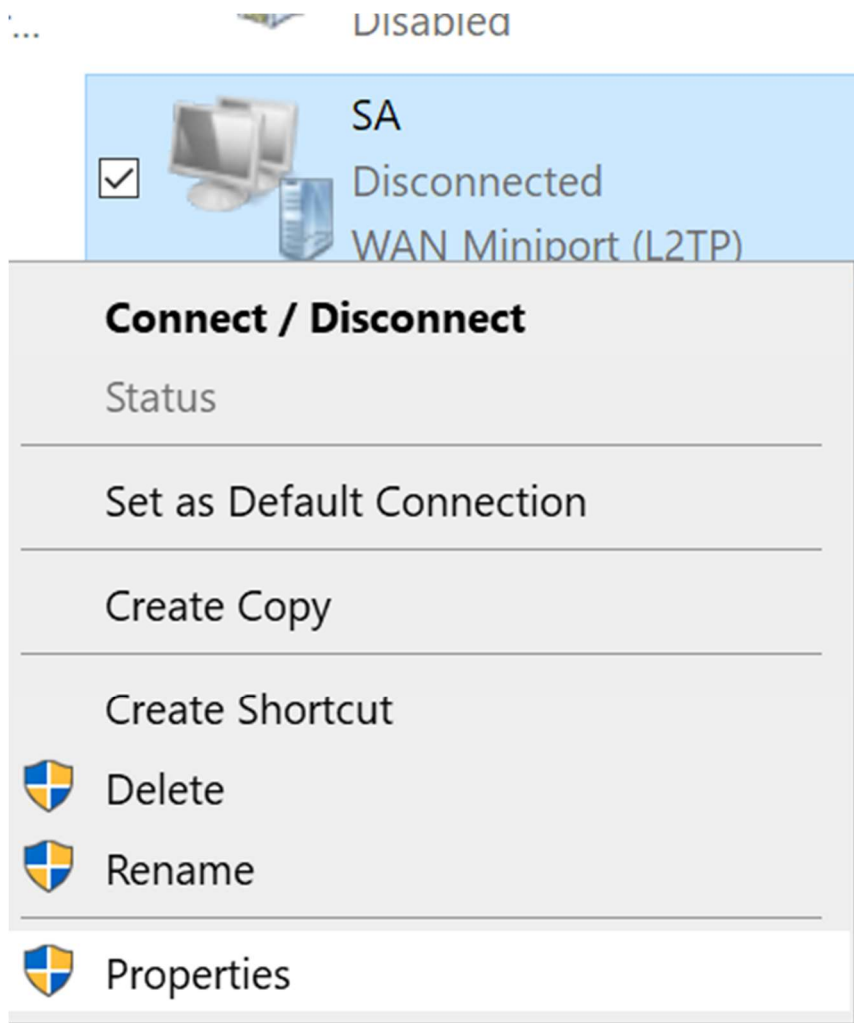 ...
Disabled
SA
Disconnected
WAN Miniport (L2TP)
Connect / Disconnect
Status
Set as Default Connection
Create Copy
Create Shortcut
Delete
Rename
Properties